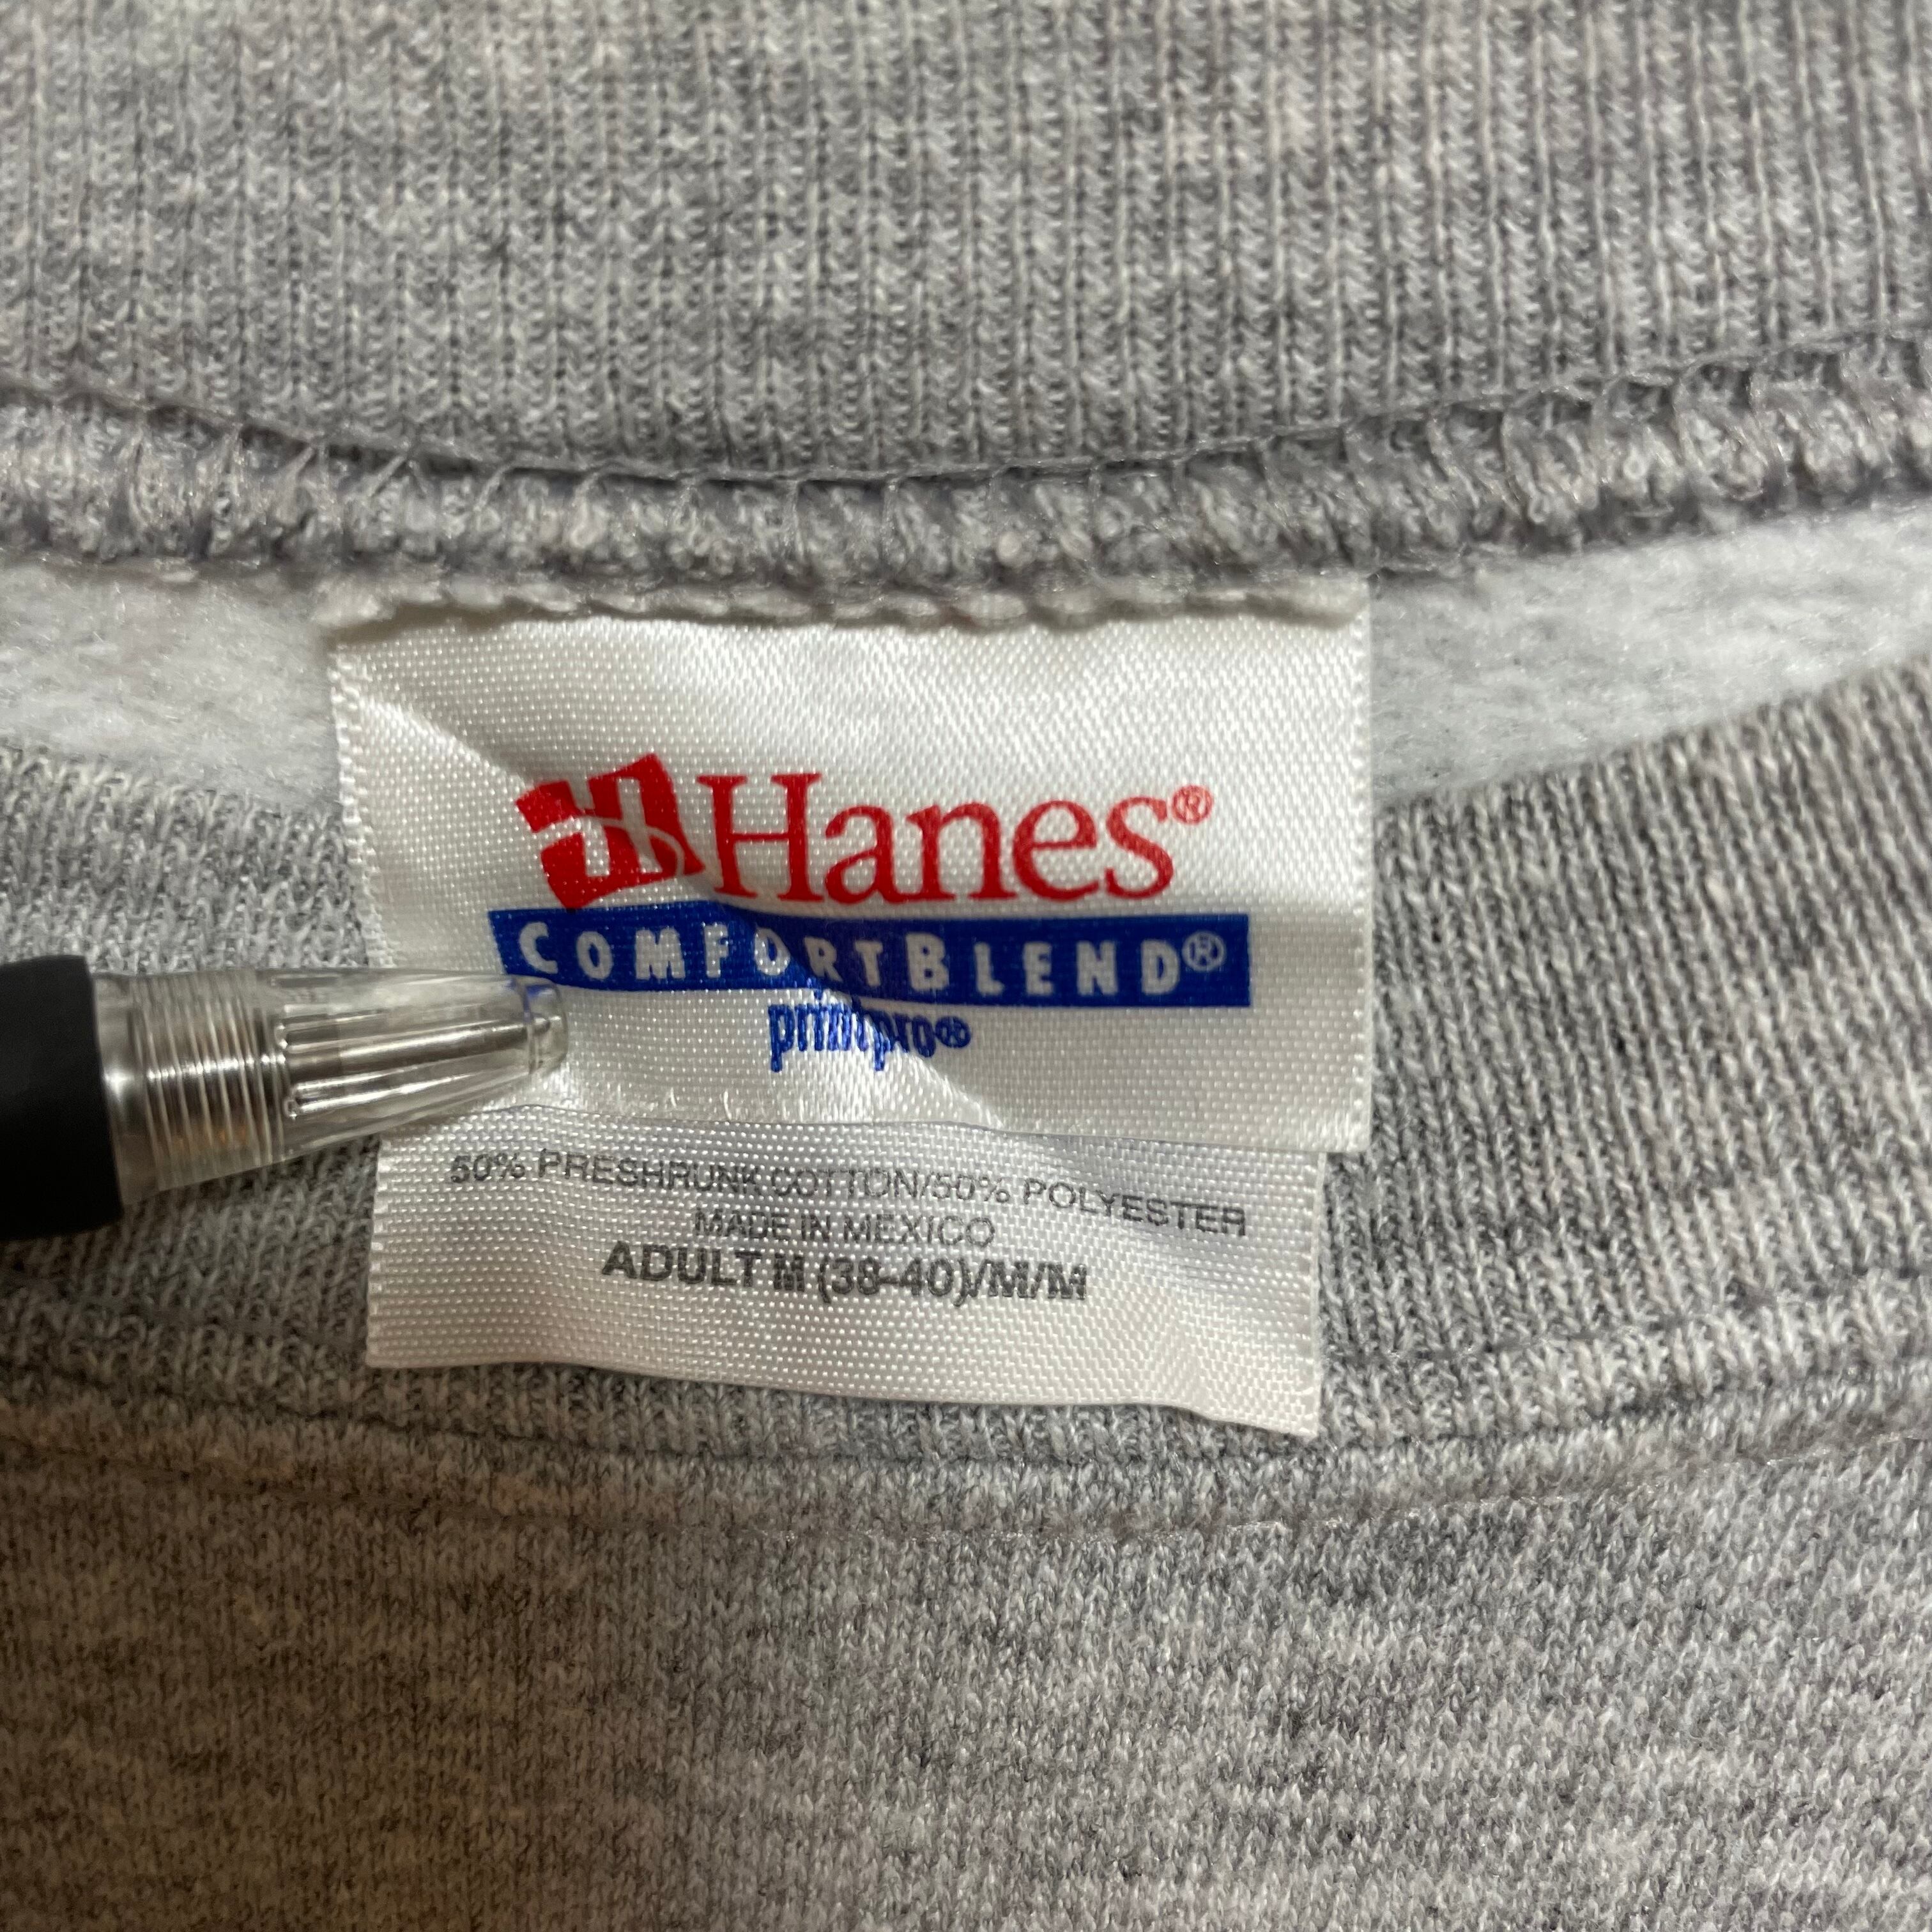 Hanes®
COMFORTBLEND®
printpro®
50% PRESHRUNK COTTON/50% POLYESTER
MADE IN MEXICO
ADULT M (38-40)/M/M